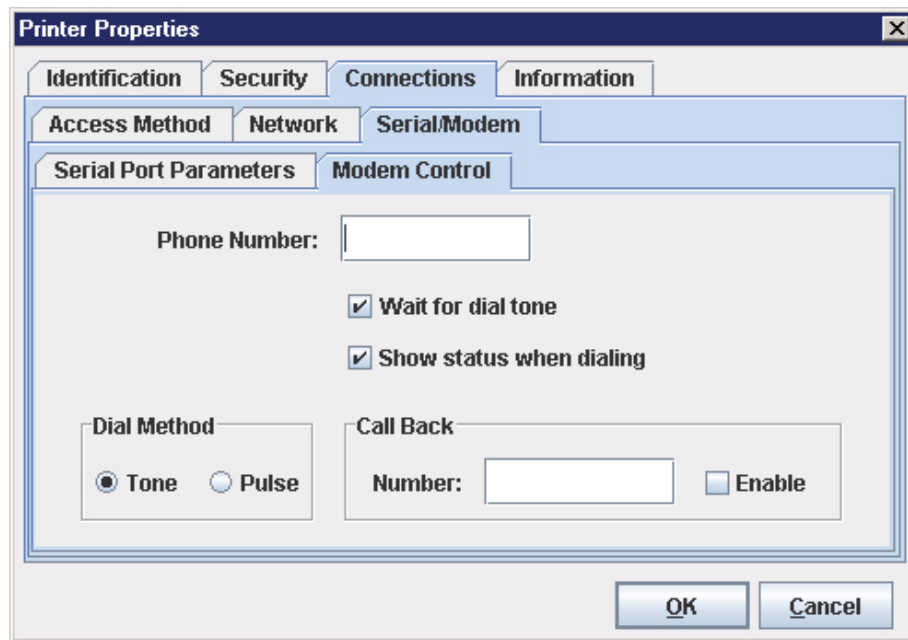 Printer Properties
Identification Security Connections Information
Access Method Network Serial/Modem
Serial Port Parameters Modem Control
Phone Number:
Wait for dial tone
Show status when dialing
Dial Method
Tone Pulse
Call Back
Number: Enable
OK Cancel